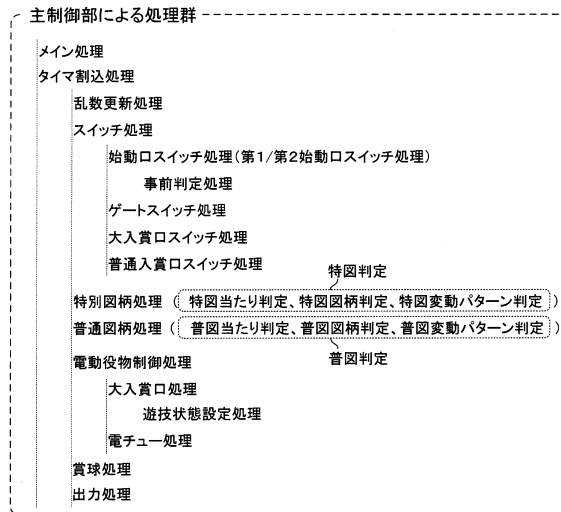 主制御部による処理群
メイン処理
タイマ割込処理
乱数更新処理
スイッチ処理
始動口スイッチ処理(第1/第2始動口スイッチ処理)
事前判定処理
ゲートスイッチ処理
大入賞口スイッチ処理
普通入賞口スイッチ処理
特図判定
特別図柄処理 (特図当たり判定、特図図柄判定、特図変動パターン判定)
普通図柄処理 (普図当たり判定、普図図柄判定、普図変動パターン判定)
普図判定
電動役物制御処理
大入賞口処理
遊技状態設定処理
電チュー処理
賞球処理
出力処理